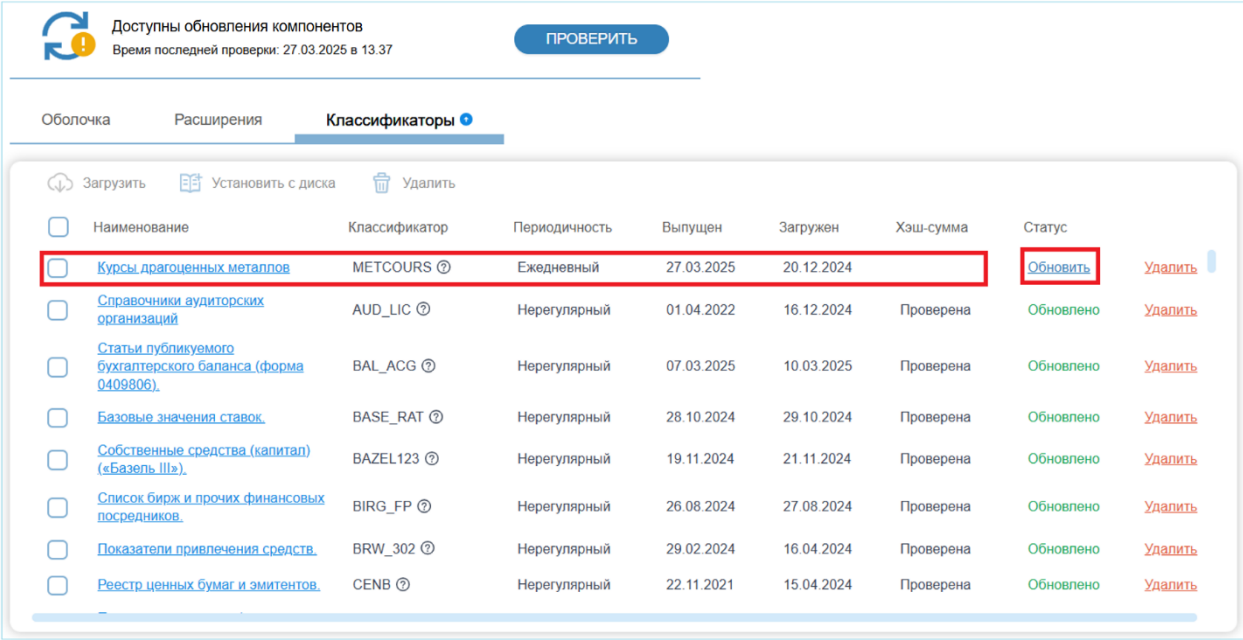 Доступны обновления компонентов
Время последней проверки: 27.03.2025 в 13.37
ПРОВЕРИТЬ
Оболочка Расширения Классификаторы
Загрузить Установить с диска Удалить
Наименование Классификатор Периодичность Выпущен Загружен Хэш-сумма Статус
Курсы драгоценных металлов METCOURS Ежедневный 27.03.2025 20.12.2024 Обновить Удалить
Справочники аудиторских
организаций
AUD_LIC Нерегулярный 01.04.2022 16.12.2024 Проверена Обновлено Удалить
Статьи публикуемого
бухгалтерского баланса (форма
0409806).
BAL_ACG Нерегулярный 07.03.2025 10.03.2025 Проверена Обновлено Удалить
Базовые значения ставок. BASE_RAT Нерегулярный 28.10.2024 29.10.2024 Проверена Обновлено Удалить
Собственные средства (капитал)
(«Базель III»).
BAZEL123 Нерегулярный 19.11.2024 21.11.2024 Проверена Обновлено Удалить
Список бирж и прочих финансовых
посредников.
BIRG_FP Нерегулярный 26.08.2024 27.08.2024 Проверена Обновлено Удалить
Показатели привлечения средств. BRW_302 Нерегулярный 29.02.2024 16.04.2024 Проверена Обновлено Удалить
Реестр ценных бумаг и эмитентов. CENB Нерегулярный 22.11.2021 15.04.2024 Проверена Обновлено Удалить